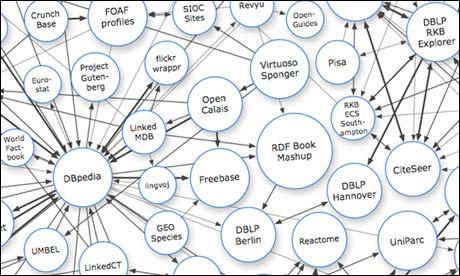 Crunch
Base
FOAF
profiles
SIOC
Sites
Revyu
Open-
Guides
DBLP
RKB
Explorer
Euro-
stat
Project
Guten-
berg
flickr
wrappr
Virtuoso
Sponger
Pisa
Open
Calais
RKB
ECS
South-
ampton
World
Fact-
book
Linked
MDB
RDF Book
Mashup
CiteSeer
DBpedia
lingvoj
Freebase
DBLP
Hannover
GEO
Species
DBLP
Berlin
Reactome
UniParc
UMBEL
LinkedCT